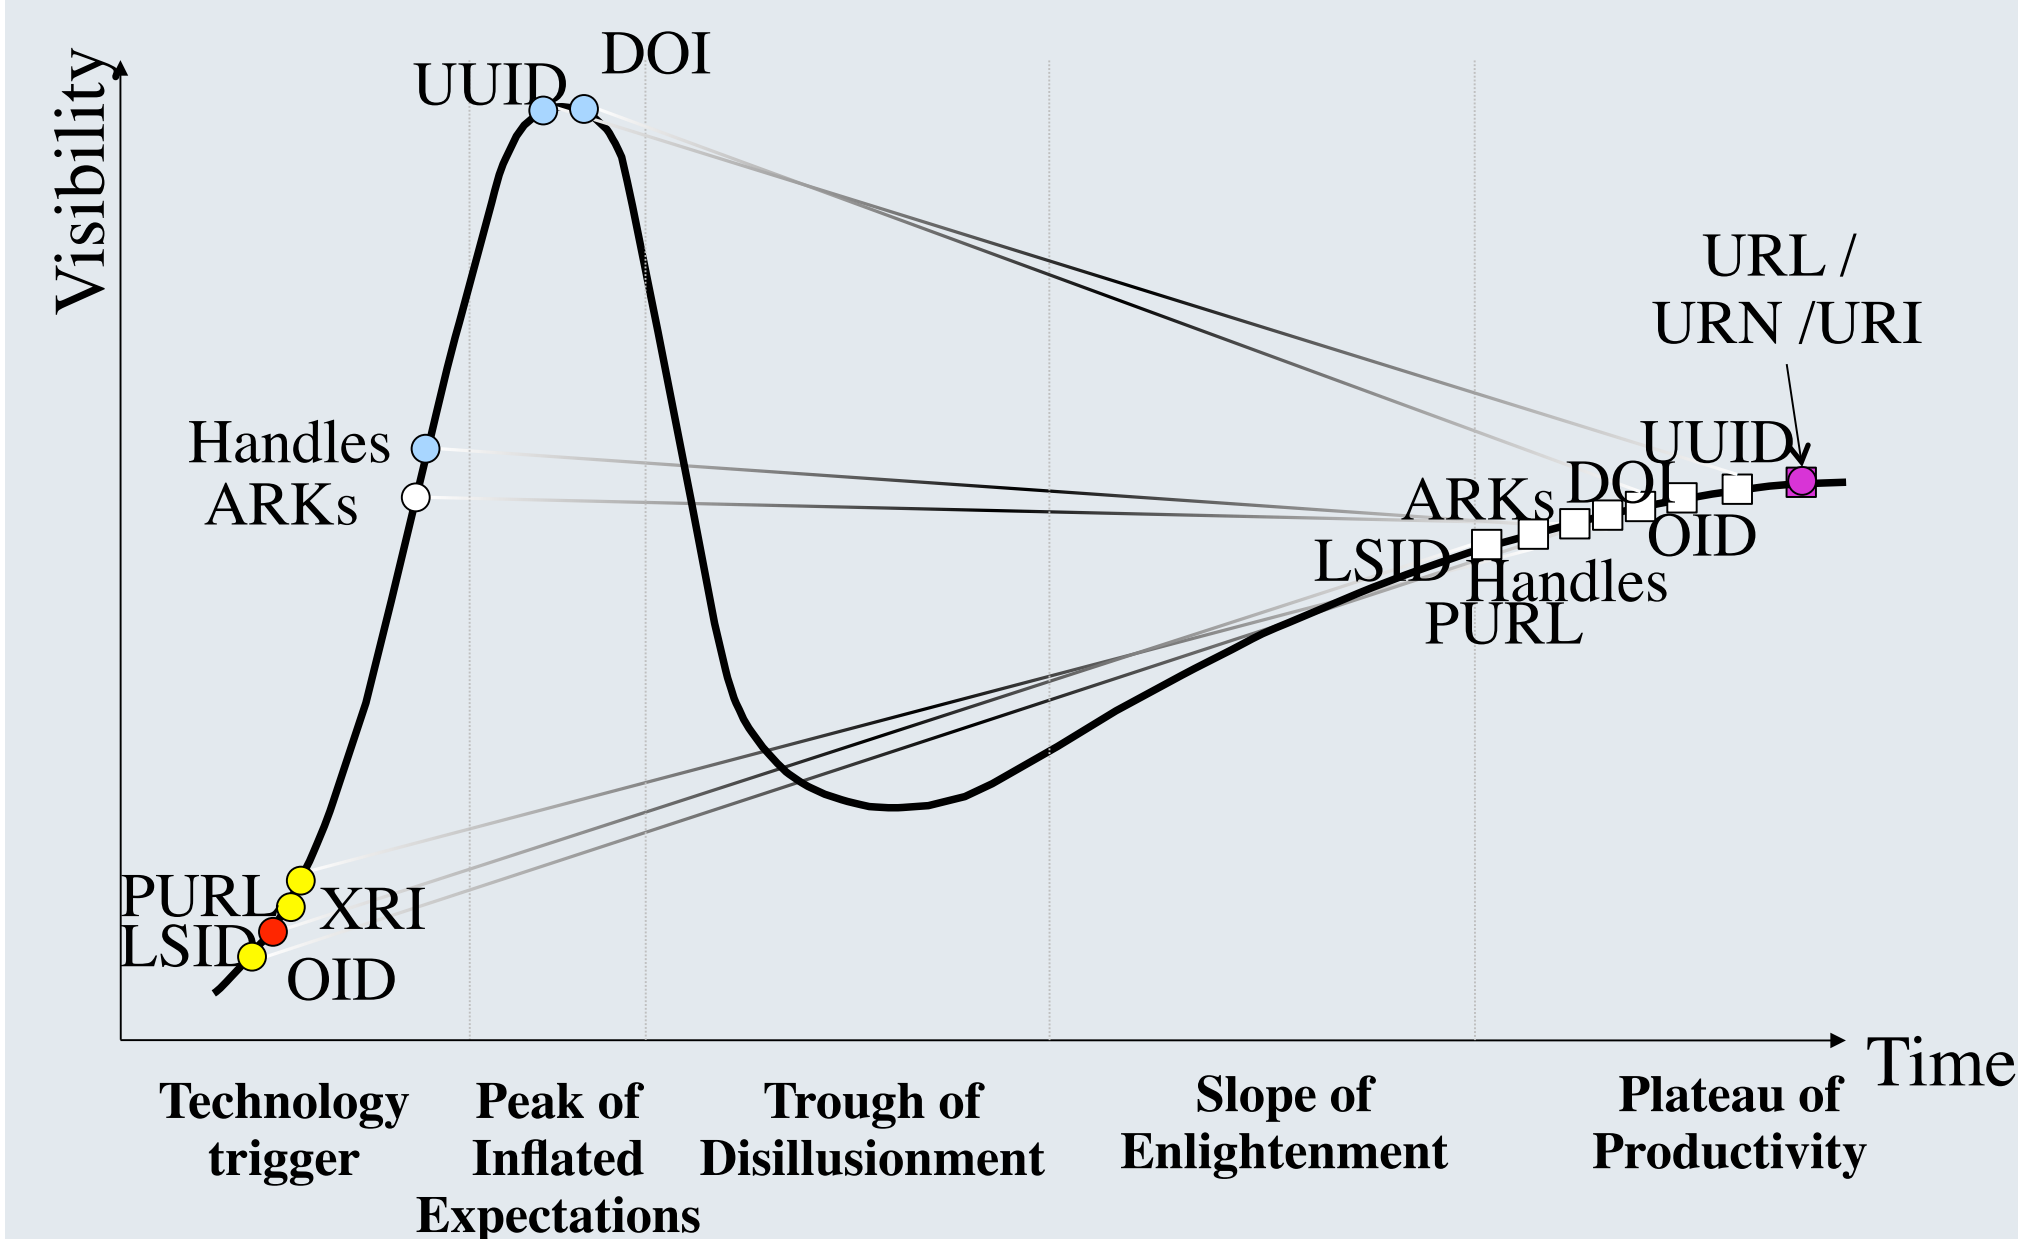 DOI
UUID
Visibility
URL /
URN /URI
Handles
ARKs
UUID
DOI
ARKs
OID
LSID
Handles
PURL
PURL
XRI
LSID
OID
Time
Technology
trigger
Peak of
Inflated
Expectations
Trough of
Disillusionment
Slope of
Enlightenment
Plateau of
Productivity